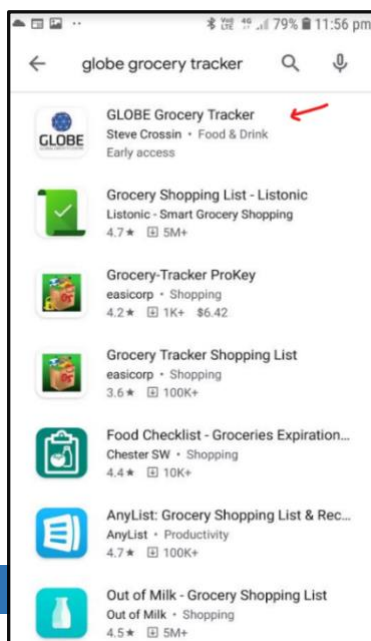 79% 11:56 pm
globe grocery tracker
GLOBE Grocery Tracker
GLOBE
Steve Crossin • Food & Drink
Early access
Grocery Shopping List - Listonic
Listonic - Smart Grocery Shopping
4.7★ 5M+
Grocery-Tracker ProKey
easicorp • Shopping
4.2★ 1K+ $6.42
Grocery Tracker Shopping List
easicorp • Shopping
3.6★ 100K+
Food Checklist - Groceries Expiration...
Chester SW • Shopping
4.4★ 10K+
AnyList: Grocery Shopping List & Rec...
AnyList • Productivity
4.7★ 100K+
Out of Milk - Grocery Shopping List
Out of Milk • Shopping
4.5★ 5M+